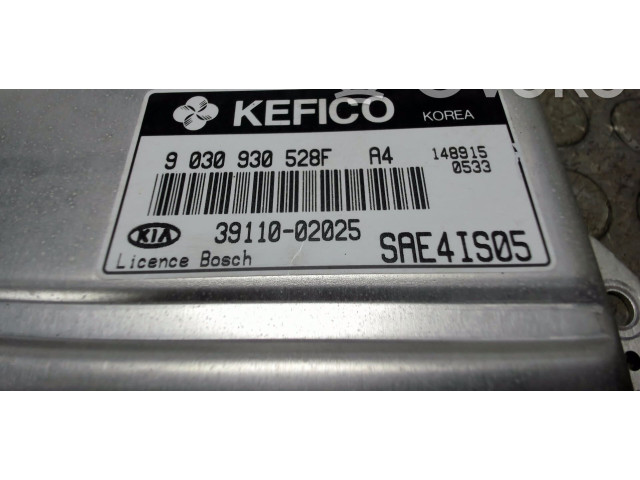 KEFICO KOREA
9 030 930 528F A4 148915
0533
KIA 39110-02025 SAE4IS05
Licence Bosch